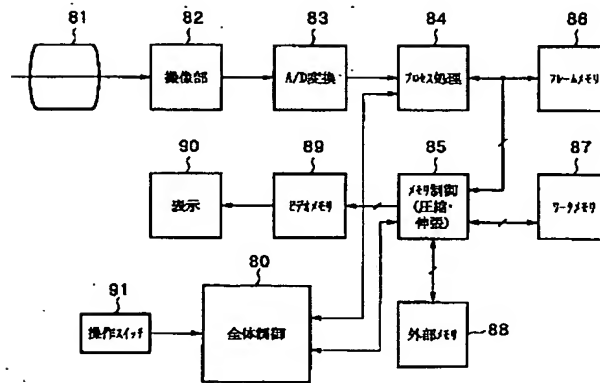 81
82
83
84
86
撮像部
A/D変換
プロセス処理
フレームメモリ
90
89
85
87
表示
ビデオメモリ
メモリ制御
(圧縮・
伸張)
ワークメモリ
91
80
操作スイッチ
全体制御
外部メモリ
88